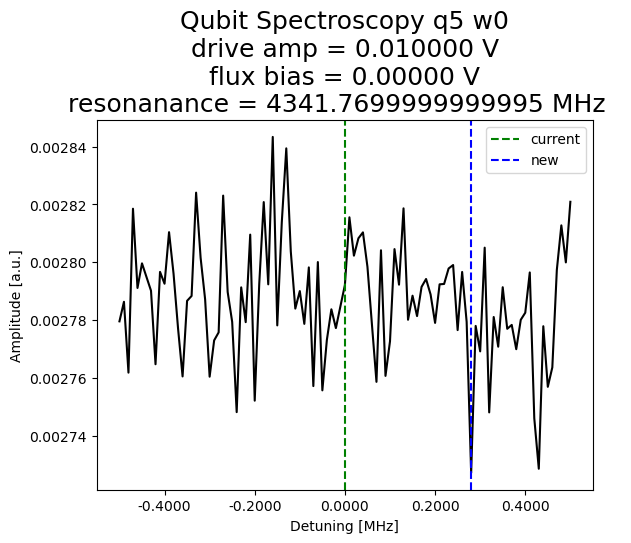 Qubit Spectroscopy q5 w0
drive amp = 0.010000 V
flux bias = 0.00000 V
resonanance = 4341.7699999999995 MHz
current
new
0.00284
0.00282
0.00280
0.00278
0.00276
0.00274
Amplitude [a.u.]
-0.4000
-0.2000
0.0000
0.2000
0.4000
Detuning [MHz]